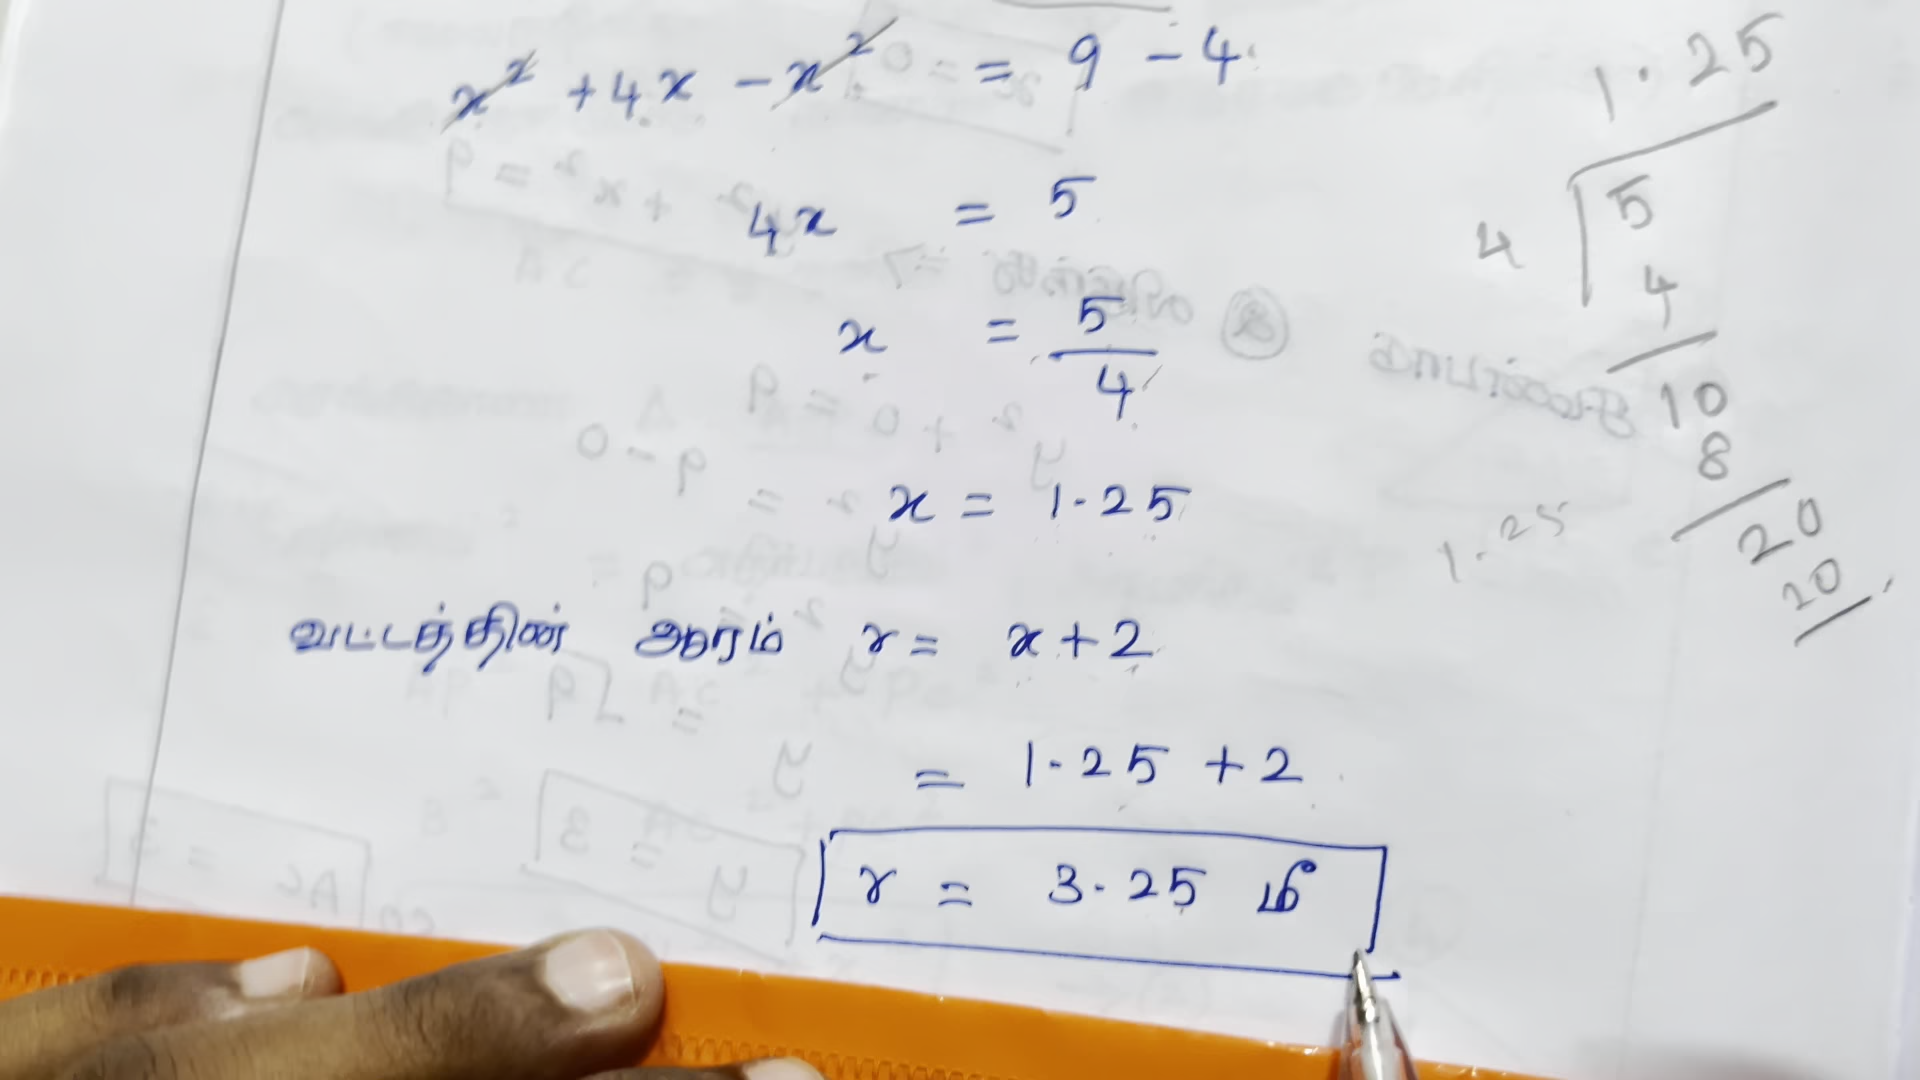 x² + 4x - x² = 9 - 4
4x = 5
x = 5/4
x = 1.25
வட்டத்தின் ஆரம் r = x + 2
= 1.25 + 2
r = 3.25 மீ
1.25
4 5
4
10
8
20
20
1.25